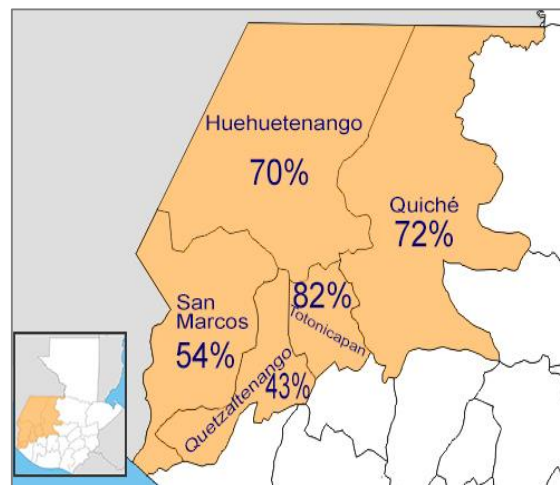 Huehuetenango
70%
Quiché
72%
San
Marcos
54%
82%
Totonicapan
Quetzaltenango
43%